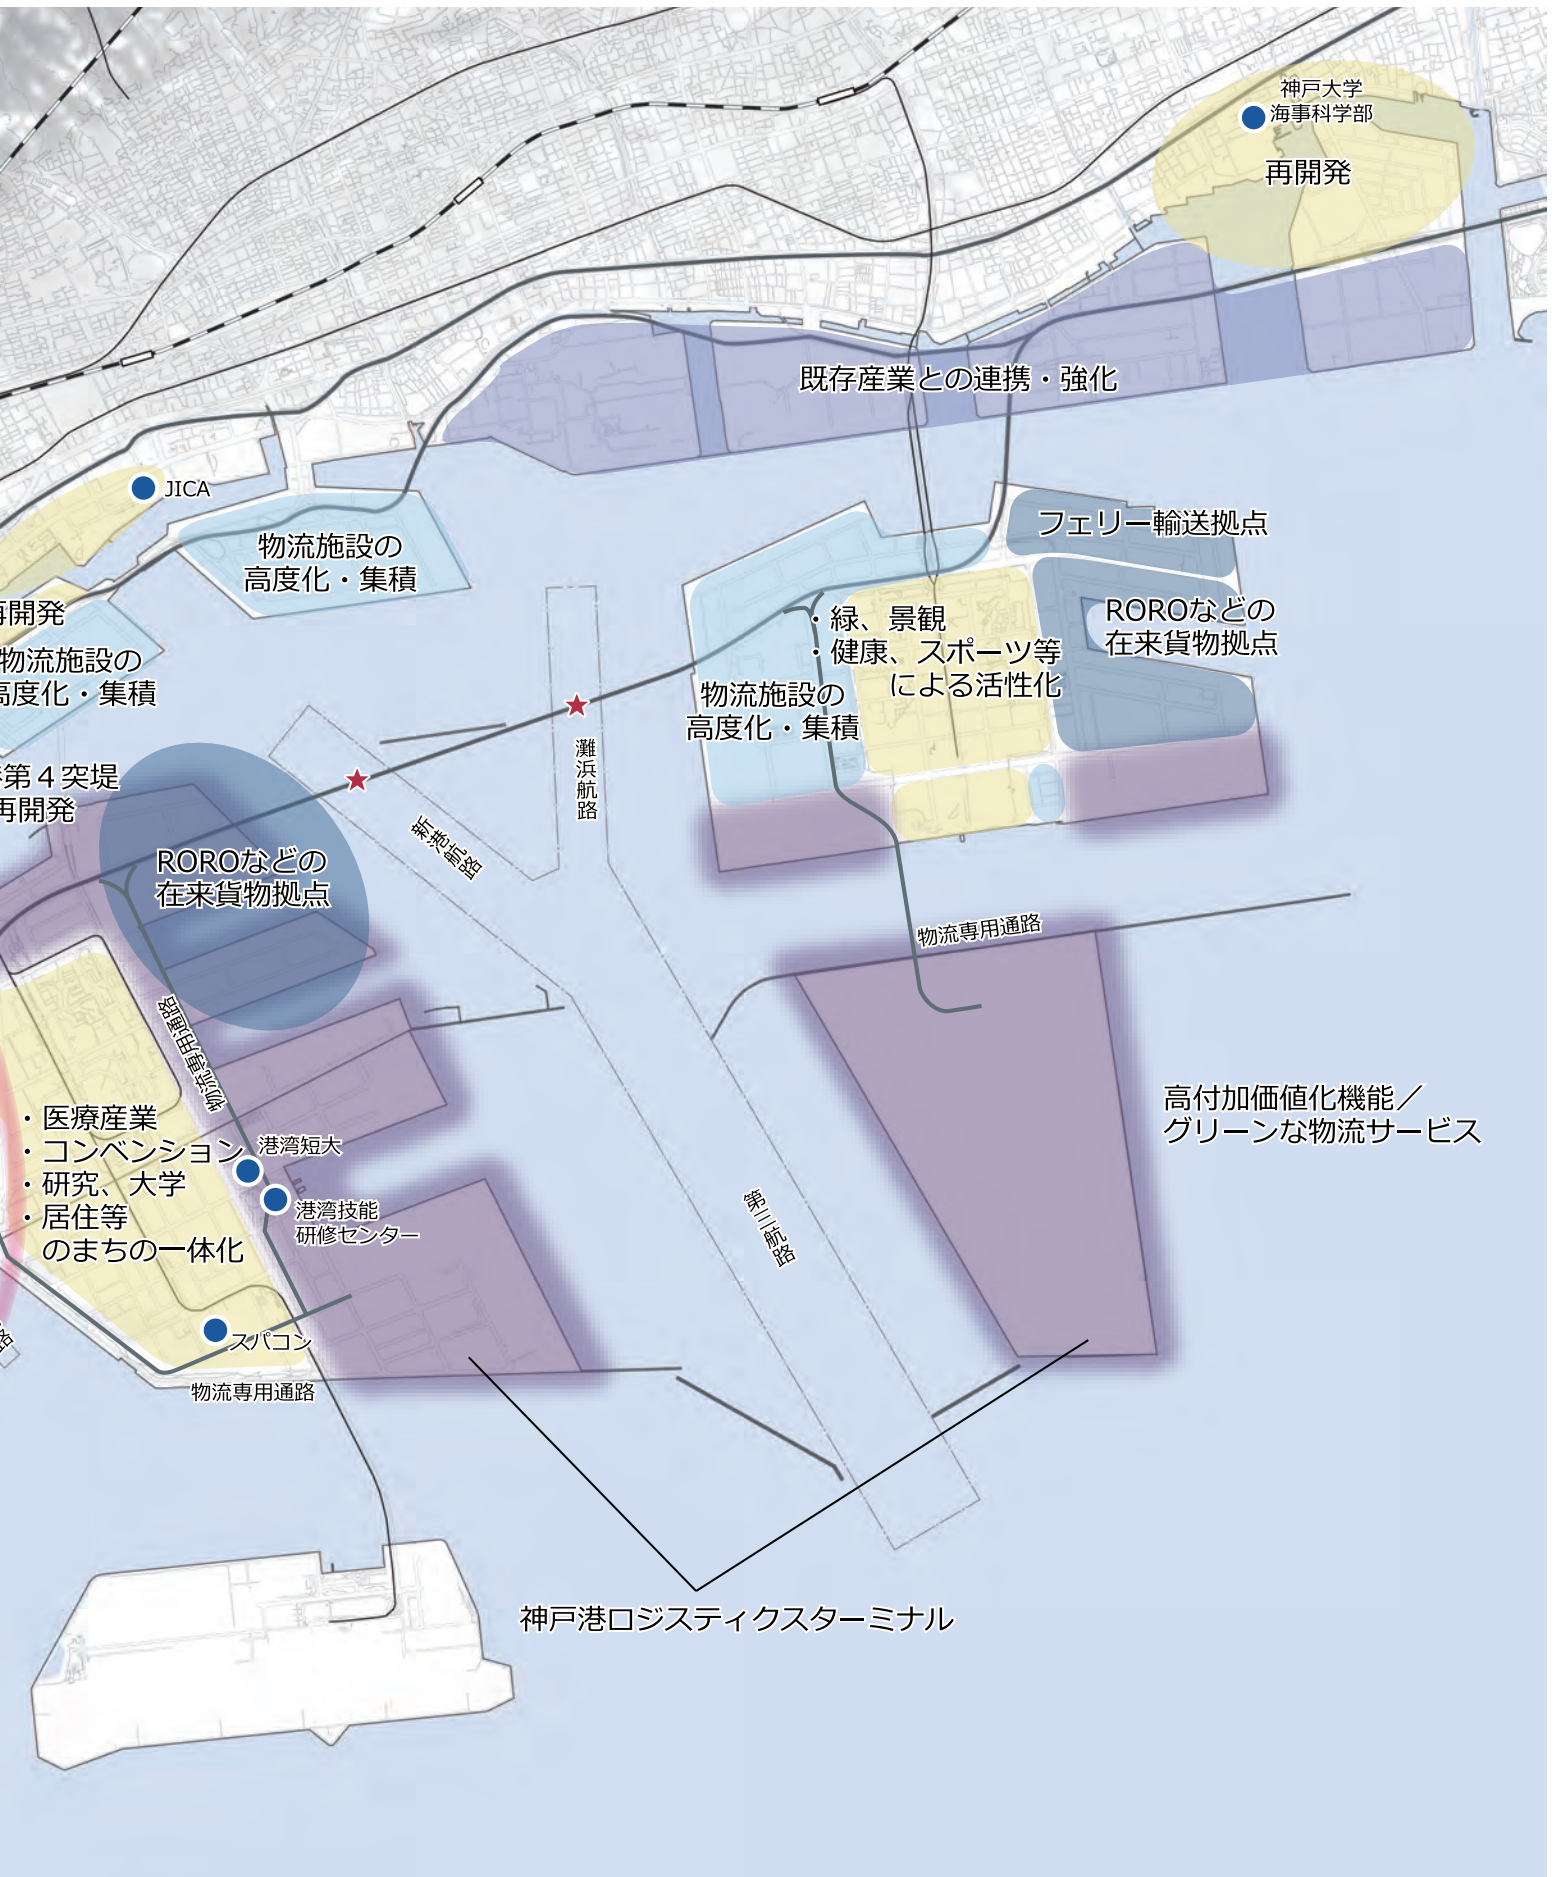 神戸大学
海事科学部
再開発
既存産業との連携・強化
JICA
物流施設の
高度化・集積
フェリー輸送拠点
ROROなどの
在来貨物拠点
・緑、景観
・健康、スポーツ等
による活性化
物流施設の
高度化・集積
再開発
物流施設の
高度化・集積
第４突堤
再開発
灘浜航路
新港航路
ROROなどの
在来貨物拠点
物流専用通路
物流専用通路
高付加価値化機能／
グリーンな物流サービス
・医療産業
・コンベンション
・研究、大学
・居住等
のまちの一体化
港湾短大
港湾技能
研修センター
第三航路
スパコン
路
物流専用通路
神戸港ロジスティクスターミナル